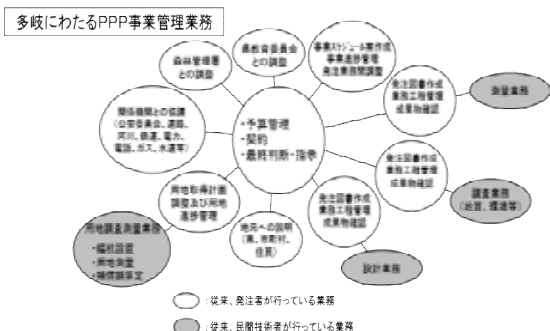 多岐にわたるPPP事業管理業務
森林管理署
との調整
県教育委員会
との調整
事業スケジュール案作成
事業進捗管理
発注業務間調整
発注図書作成
業務工程管理
成果物確認
測量業務
関係機関との協議
(公安委員会、道路、
河川、鉄道、電力、
電話、ガス、水道等)
・予算管理
・契約
・最終判断・指示
発注図書作成
業務工程管理
成果物確認
調査業務
(地質、環境等)
用地取得計画
調整及び用地
進捗管理
地元への説明
(県、市町村、
住民)
発注図書作成
業務工程管理
成果物確認
設計業務
用地調査測量業務
・幅杭設置
・用地測量
・補償額算定
:従来、発注者が行っている業務
:従来、民間技術者が行っている業務